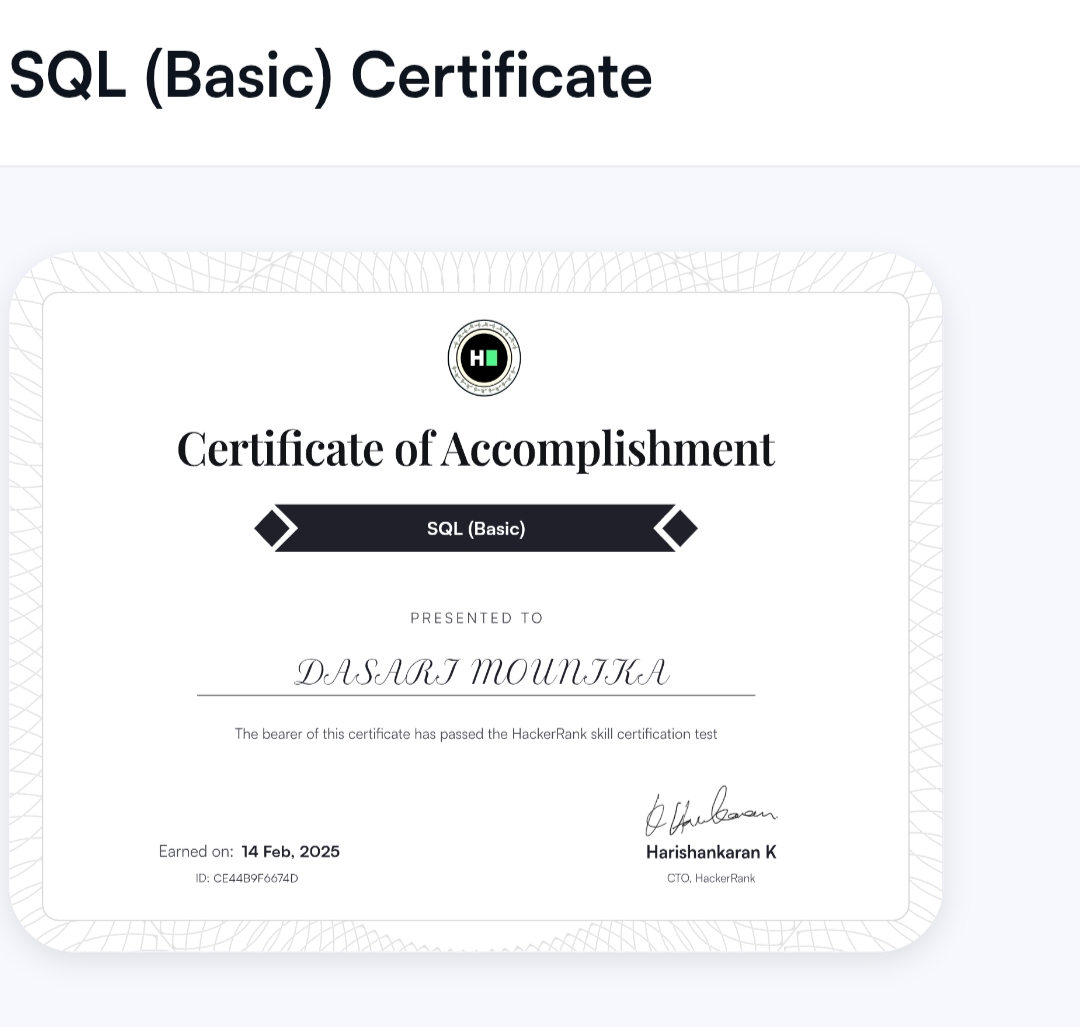 SQL (Basic) Certificate
H
Certificate of Accomplishment
SQL (Basic)
PRESENTED TO
DASARI MOUNIKA
The bearer of this certificate has passed the HackerRank skill certification test
Earned on: 14 Feb, 2025
ID: CE44B9F6674D
Harishankaran K
CTO, HackerRank